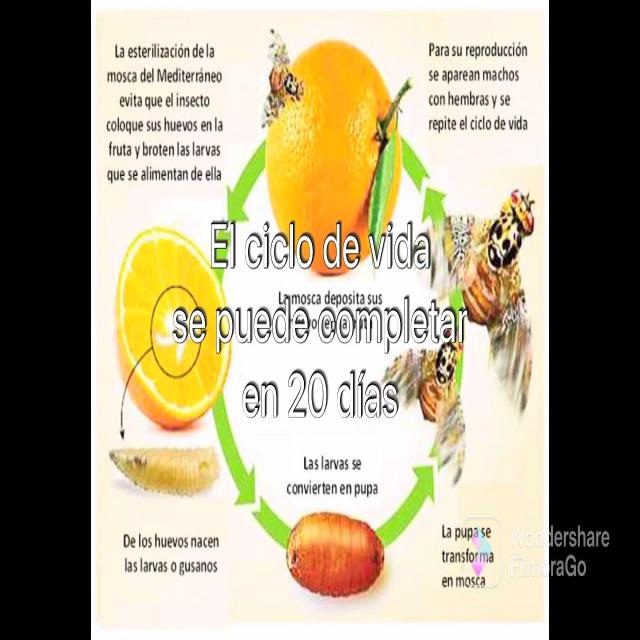 La esterilización de la
mosca del Mediterráneo
evita que el insecto
coloque sus huevos en la
fruta y broten las larvas
que se alimentan de ella
Para su reproducción
se aparean machos
con hembras y se
repite el ciclo de vida
El ciclo de vida
se puede completar
en 20 días
La mosca deposita sus
Las larvas se
convierten en pupa
De los huevos nacen
las larvas o gusanos
La pupa se
transforma
en mosca
Wondershare
FilmoraGo